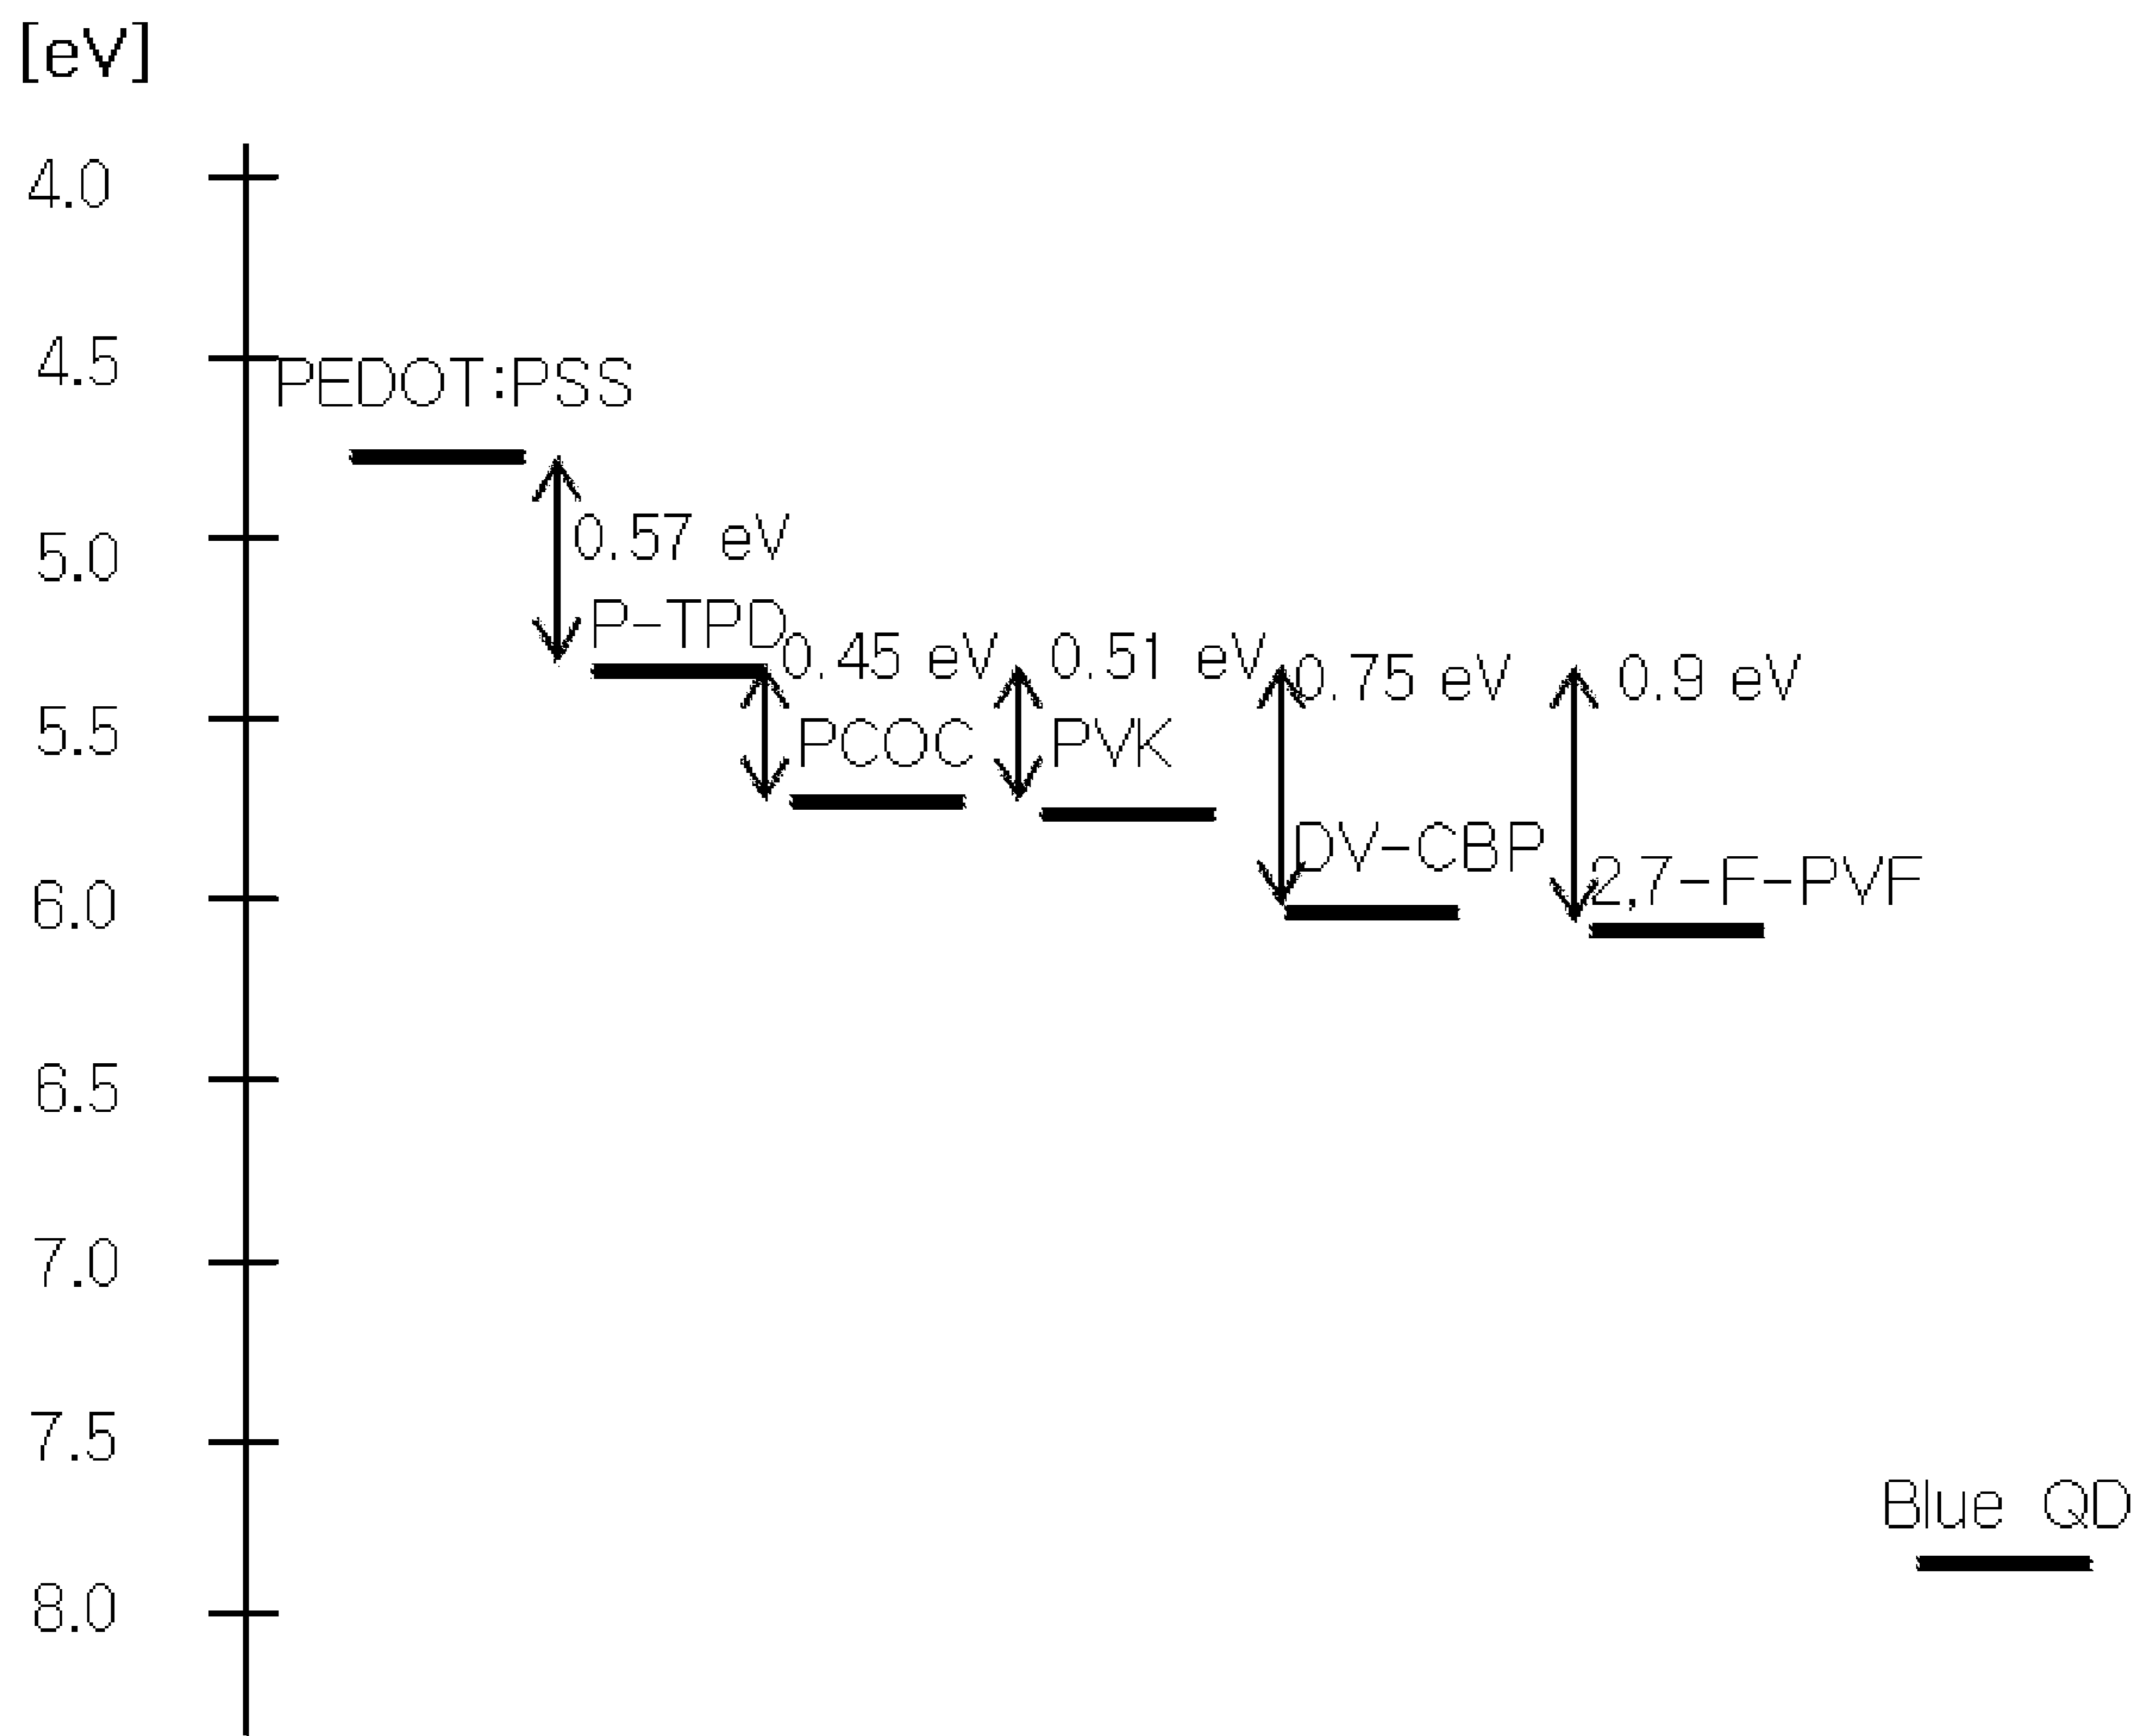 [eV]
4.0
4.5
PEDOT:PSS
5.0
0.57 eV
P-TPD
0.45 eV
0.51 eV
0.75 eV
0.9 eV
5.5
PCOC
PVK
DV-CBP
2,7-F-PVF
6.0
6.5
7.0
7.5
Blue QD
8.0